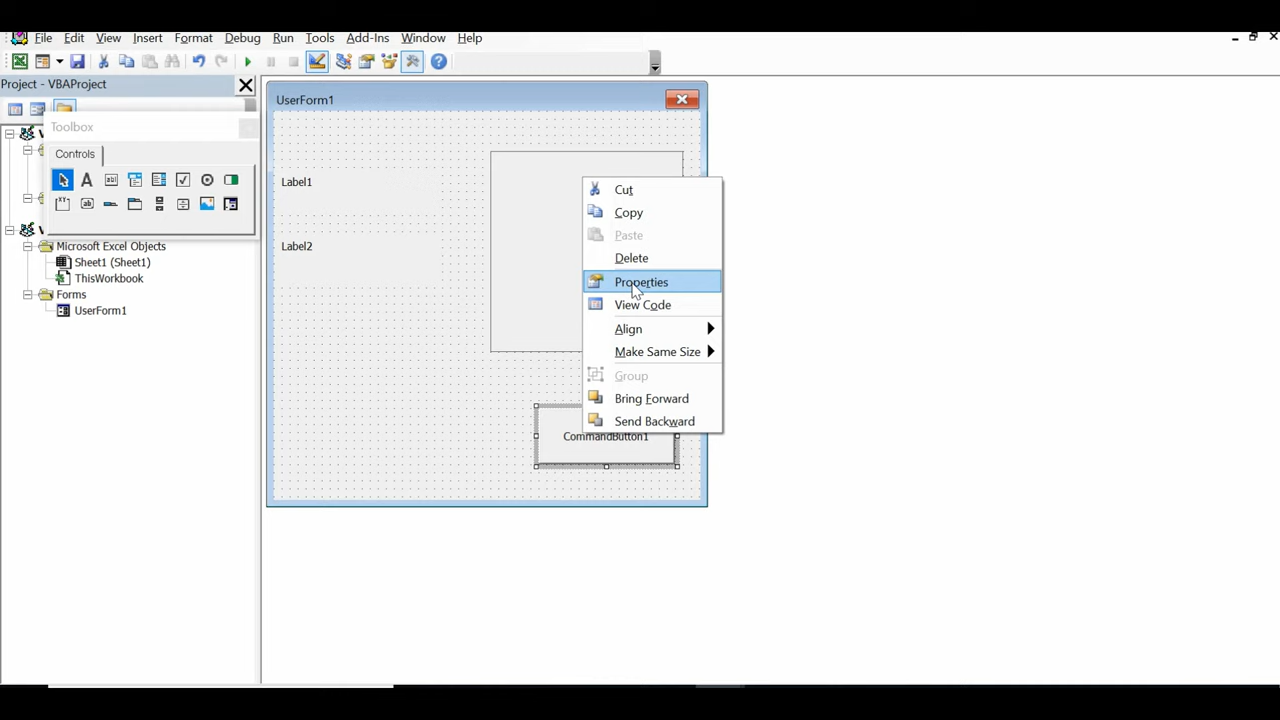 File Edit View Insert Format Debug Run Tools Add-Ins Window Help
Project - VBAProject
Toolbox
Controls
Microsoft Excel Objects
Sheet1 (Sheet1)
ThisWorkbook
Forms
UserForm1
UserForm1
Label1
Label2
CommandButton1
Cut
Copy
Paste
Delete
Properties
View Code
Align
Make Same Size
Group
Bring Forward
Send Backward